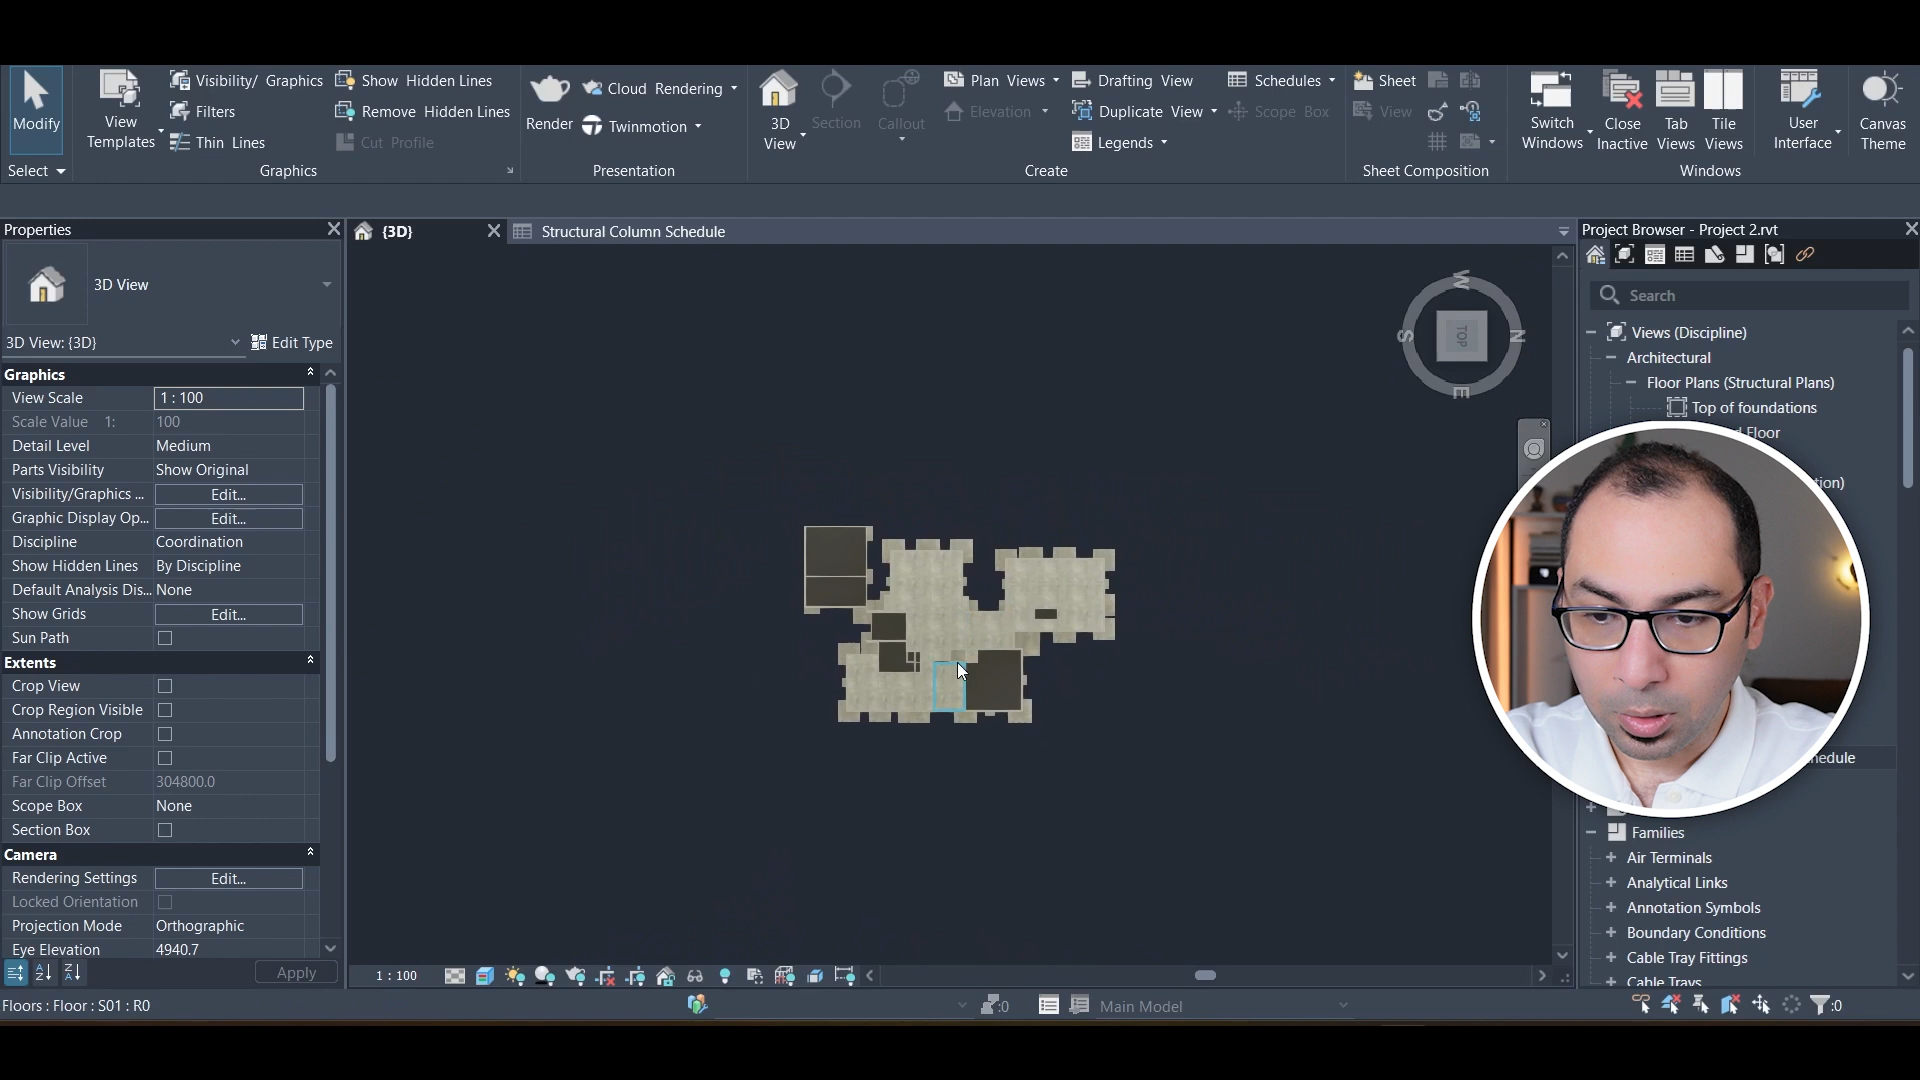 Modify
View
Templates
Visibility/ Graphics
Filters
Thin Lines
Show Hidden Lines
Remove Hidden Lines
Cut Profile
Render
Cloud Rendering
Twinmotion
3D
View
Section
Callout
Plan Views
Elevation
Drafting View
Duplicate View
Legends
Schedules
Scope Box
Sheet
View
Switch
Windows
Close
Inactive
Tab
Views
Tile
Views
User
Interface
Canvas
Theme
Select
Graphics
Presentation
Create
Sheet Composition
Windows
Properties
3D View
3D View: {3D}
Edit Type
Graphics
View Scale 1 : 100
Scale Value 1: 100
Detail Level Medium
Parts Visibility Show Original
Visibility/Graphics ... Edit...
Graphic Display Op... Edit...
Discipline Coordination
Show Hidden Lines By Discipline
Default Analysis Dis... None
Show Grids Edit...
Sun Path
Extents
Crop View
Crop Region Visible
Annotation Crop
Far Clip Active
Far Clip Offset 304800.0
Scope Box None
Section Box
Camera
Rendering Settings Edit...
Locked Orientation
Projection Mode Orthographic
Eye Elevation 4940.7
Apply
{3D}
Structural Column Schedule
W
S
TOP
N
E
Project Browser - Project 2.rvt
Search
Views (Discipline)
Architectural
Floor Plans (Structural Plans)
Top of foundations
Floor
Families
Air Terminals
Analytical Links
Annotation Symbols
Boundary Conditions
Cable Tray Fittings
Cable Trays
1 : 100
Floors : Floor : S01 : R0
:0
Main Model
:0